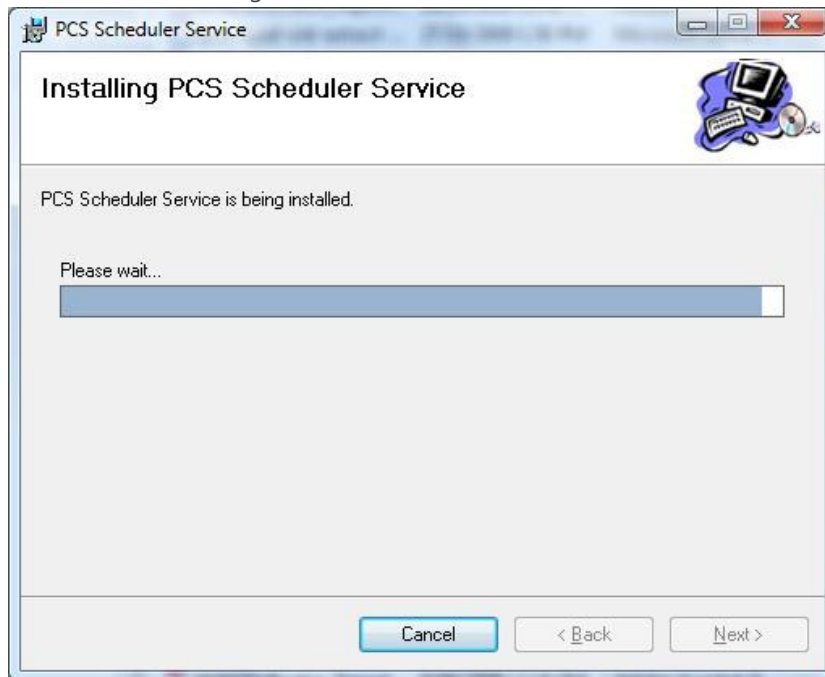 PCS Scheduler Service
Installing PCS Scheduler Service
PCS Scheduler Service is being installed.
Please wait...
Cancel
< Back
Next >